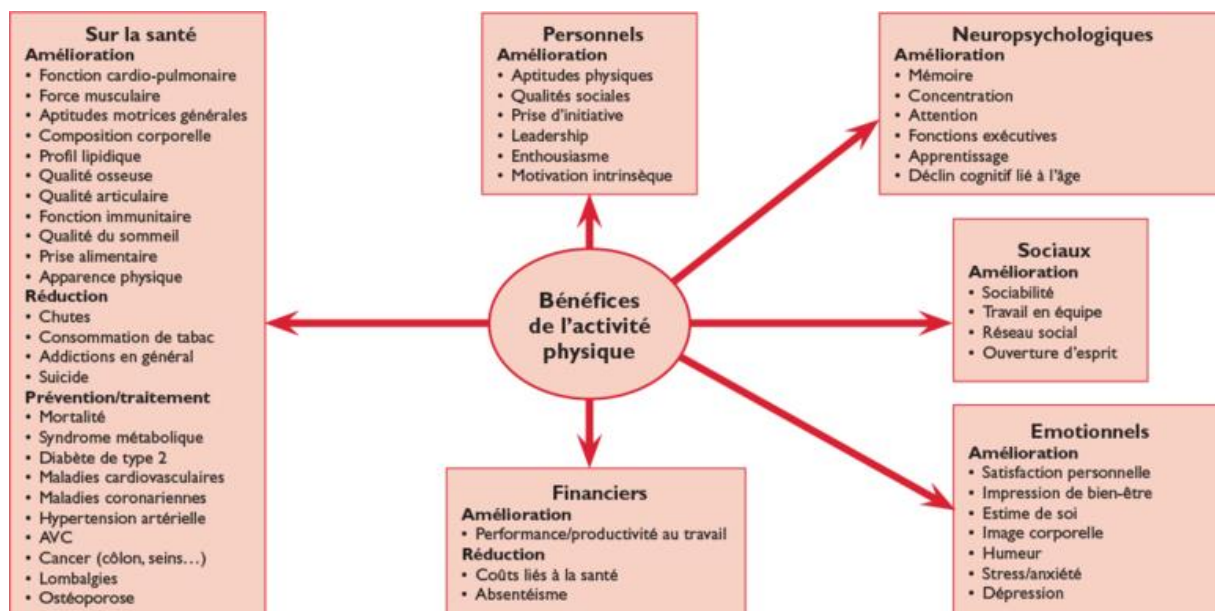 Sur la santé
Amélioration
• Fonction cardio-pulmonaire
• Force musculaire
• Aptitudes motrices générales
• Composition corporelle
• Profil lipidique
• Qualité osseuse
• Qualité articulaire
• Fonction immunitaire
• Qualité du sommeil
• Prise alimentaire
• Apparence physique
Réduction
• Chutes
• Consommation de tabac
• Addictions en général
• Suicide
Prévention/traitement
• Mortalité
• Syndrome métabolique
• Diabète de type 2
• Maladies cardiovasculaires
• Maladies coronariennes
• Hypertension artérielle
• AVC
• Cancer (côlon, seins...)
• Lombalgies
• Ostéoporose
Personnels
Amélioration
• Aptitudes physiques
• Qualités sociales
• Prise d'initiative
• Leadership
• Enthousiasme
• Motivation intrinsèque
Neuropsychologiques
Amélioration
• Mémoire
• Concentration
• Attention
• Fonctions exécutives
• Apprentissage
• Déclin cognitif lié à l'âge
Bénéfices
de l'activité
physique
Sociaux
Amélioration
• Sociabilité
• Travail en équipe
• Réseau social
• Ouverture d'esprit
Financiers
Amélioration
• Performance/productivité au travail
Réduction
• Coûts liés à la santé
• Absentéisme
Emotionnels
Amélioration
• Satisfaction personnelle
• Impression de bien-être
• Estime de soi
• Image corporelle
• Humeur
• Stress/anxiété
• Dépression